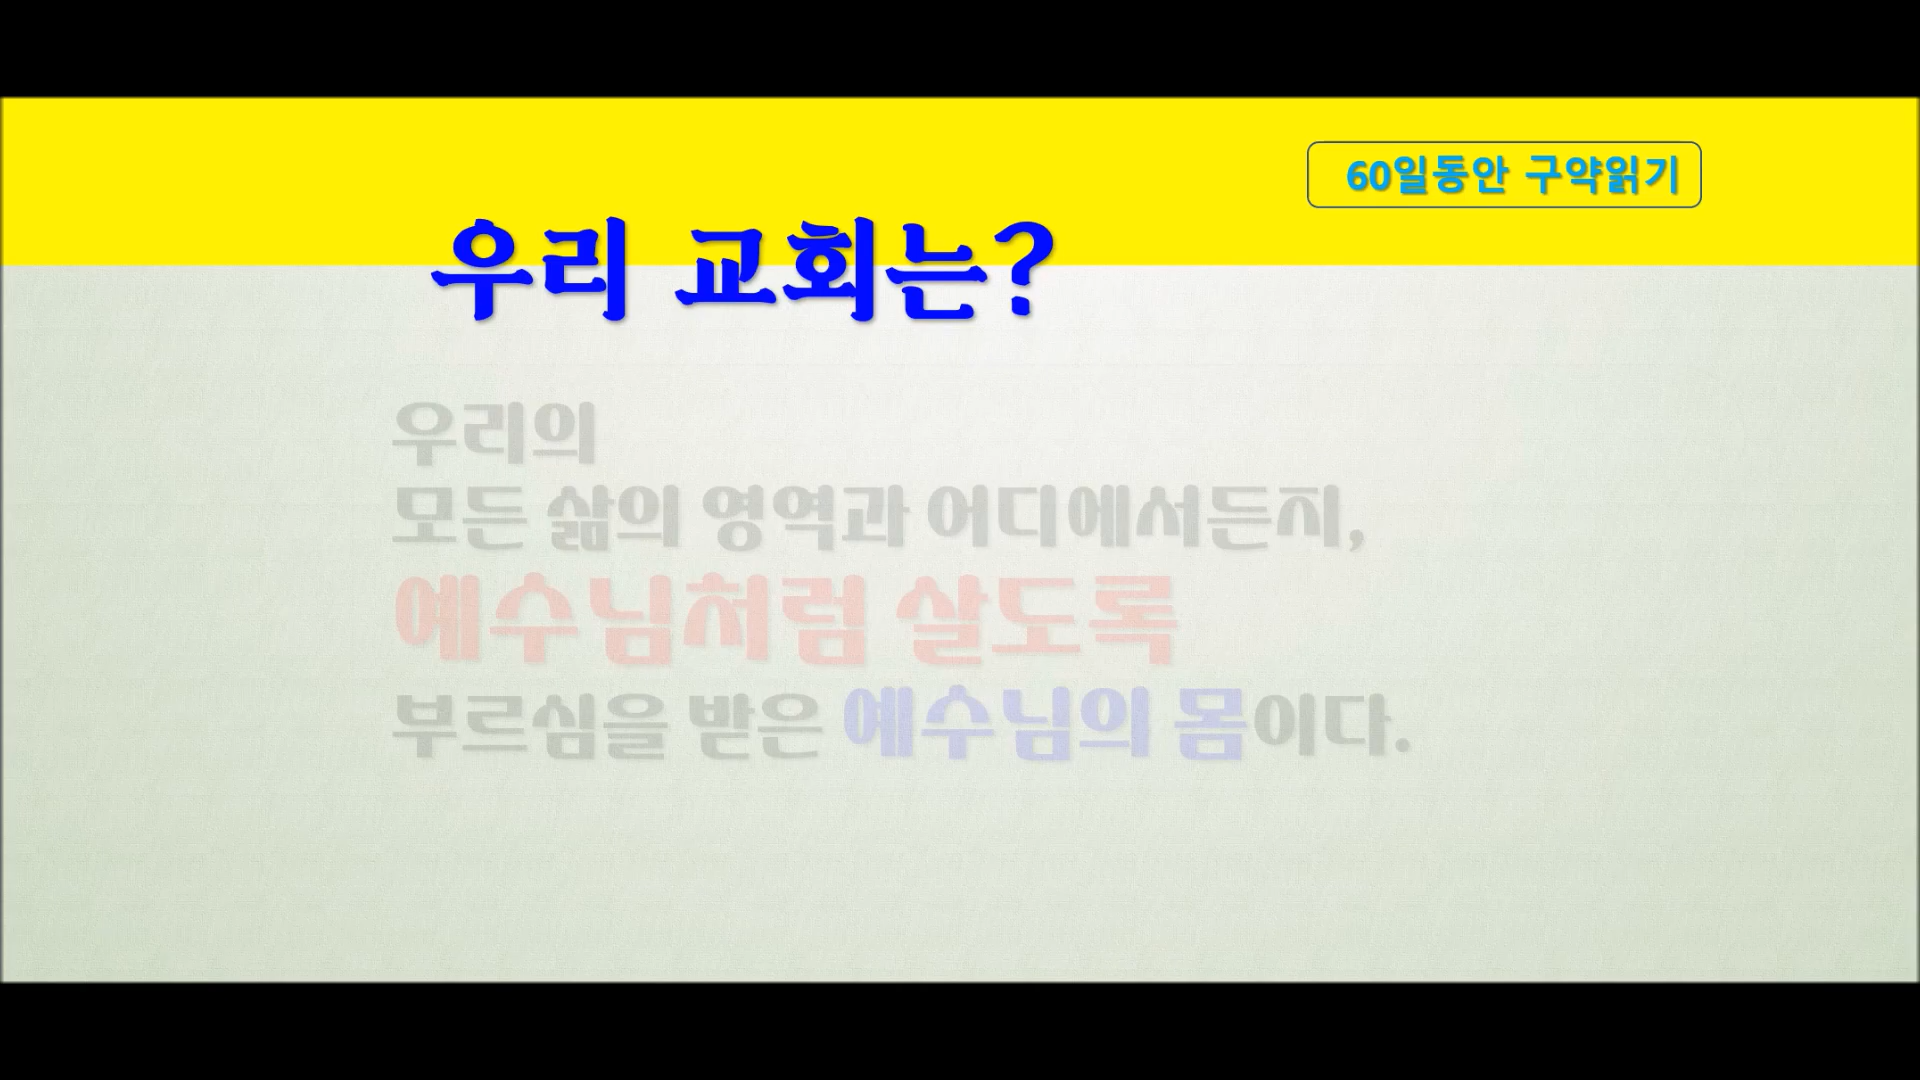 60일동안 구약읽기
우리 교회는?
우리의
모든 삶의 영역과 어디에서든지,
예수님처럼 살도록
부르심을 받은 예수님의 몸이다.